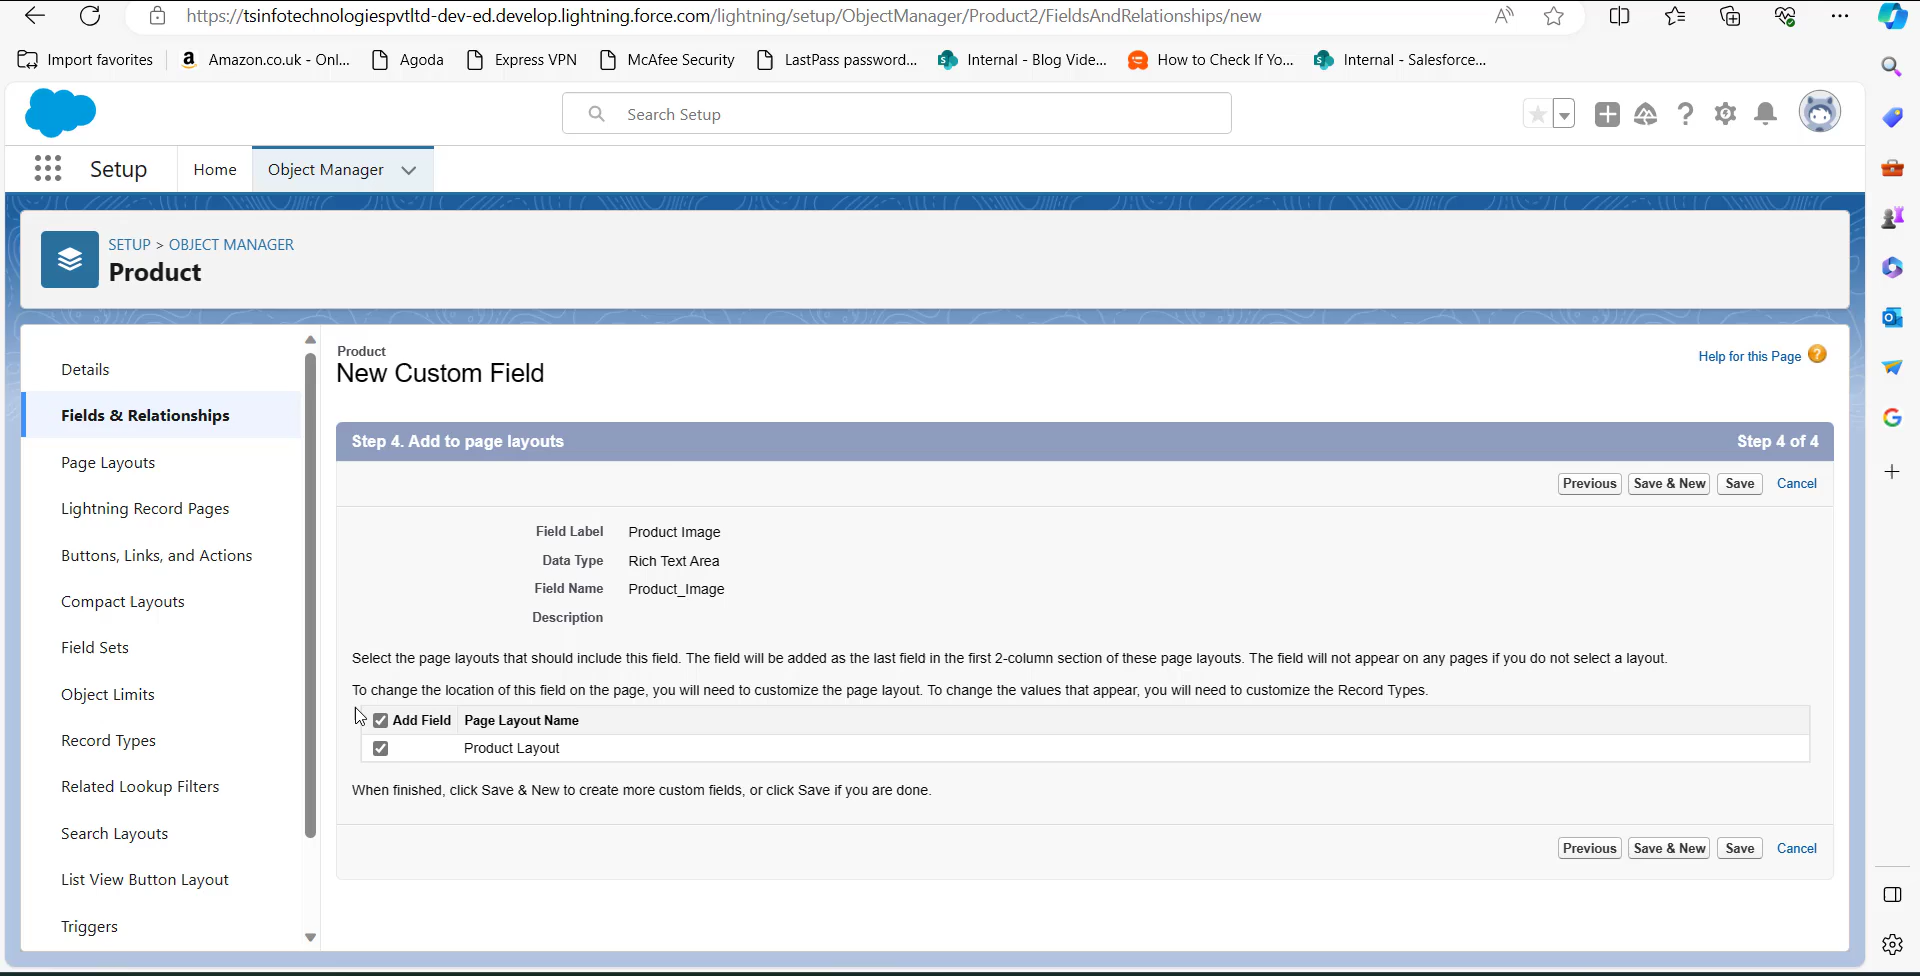 https://tsinfotechnologiespvtltd-dev-ed.develop.lightning.force.com/lightning/setup/ObjectManager/Product2/FieldsAndRelationships/new
Import favorites
Amazon.co.uk - Onl...
Agoda
Express VPN
McAfee Security
LastPass password...
Internal - Blog Vide...
How to Check If Yo...
Internal - Salesforce...
Search Setup
Setup
Home
Object Manager
SETUP > OBJECT MANAGER
Product
Details
Fields & Relationships
Page Layouts
Lightning Record Pages
Buttons, Links, and Actions
Compact Layouts
Field Sets
Object Limits
Record Types
Related Lookup Filters
Search Layouts
List View Button Layout
Triggers
Product
New Custom Field
Help for this Page ?
Step 4. Add to page layouts
Step 4 of 4
Previous Save & New Save Cancel
Field Label Product Image
Data Type Rich Text Area
Field Name Product_Image
Description
Select the page layouts that should include this field. The field will be added as the last field in the first 2-column section of these page layouts. The field will not appear on any pages if you do not select a layout.
To change the location of this field on the page, you will need to customize the page layout. To change the values that appear, you will need to customize the Record Types.
Add Field Page Layout Name
Product Layout
When finished, click Save & New to create more custom fields, or click Save if you are done.
Previous Save & New Save Cancel